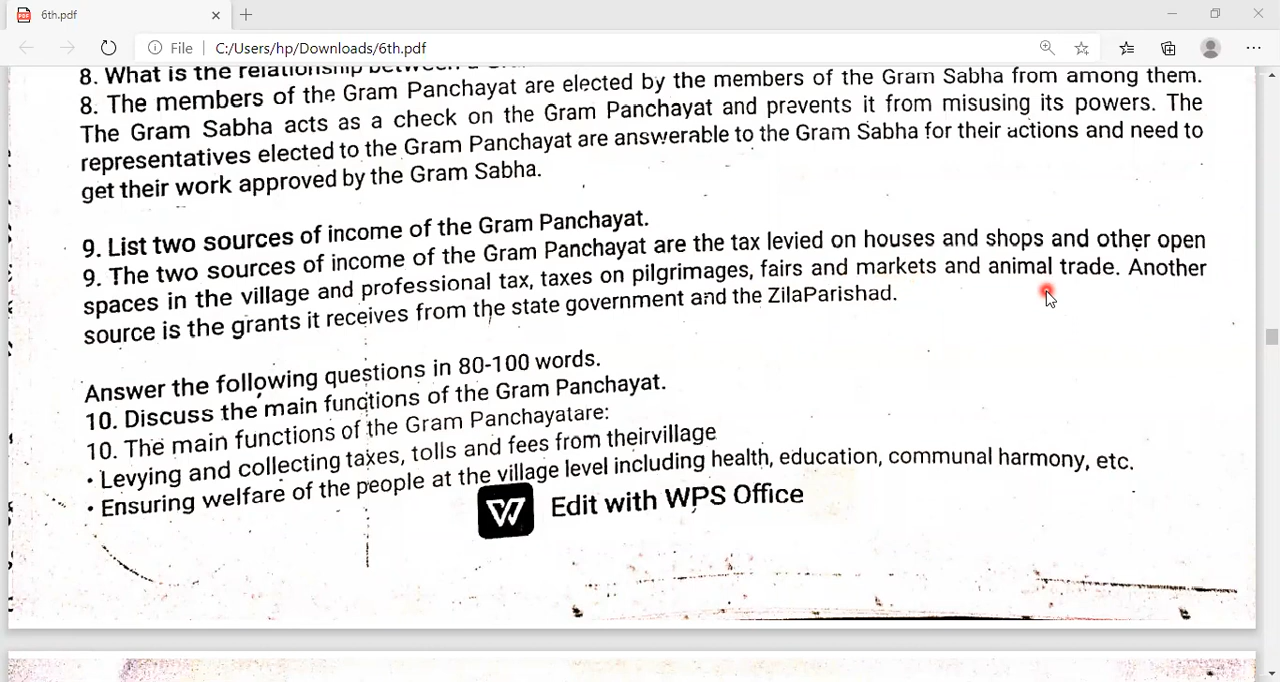 6th.pdf
File
C:/Users/hp/Downloads/6th.pdf
8. What is the relationship between a
8. The members of the Gram Panchayat are elected by the members of the Gram Sabha from among them.
The Gram Sabha acts as a check on the Gram Panchayat and prevents it from misusing its powers. The
representatives elected to the Gram Panchayat are answerable to the Gram Sabha for their actions and need to
get their work approved by the Gram Sabha.
9. List two sources of income of the Gram Panchayat.
9. The two sources of income of the Gram Panchayat are the tax levied on houses and shops and other open
spaces in the village and professional tax, taxes on pilgrimages, fairs and markets and animal trade. Another
source is the grants it receives from the state government and the ZilaParishad.
Answer the following questions in 80-100 words.
10. Discuss the main functions of the Gram Panchayat.
10. The main functions of the Gram Panchayatare:
• Levying and collecting taxes, tolls and fees from theirvillage
• Ensuring welfare of the people at the village level including health, education, communal harmony, etc.
Edit with WPS Office